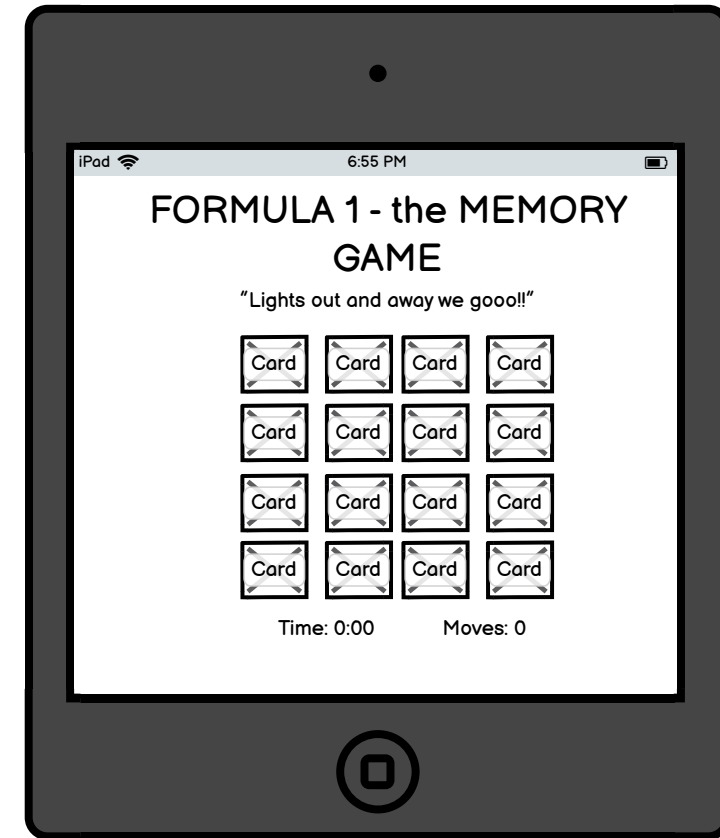 iPad 6:55 PM
FORMULA 1 - the MEMORY
GAME
"Lights out and away we gooo!!"
Card Card Card Card
Card Card Card Card
Card Card Card Card
Card Card Card Card
Time: 0:00 Moves: 0